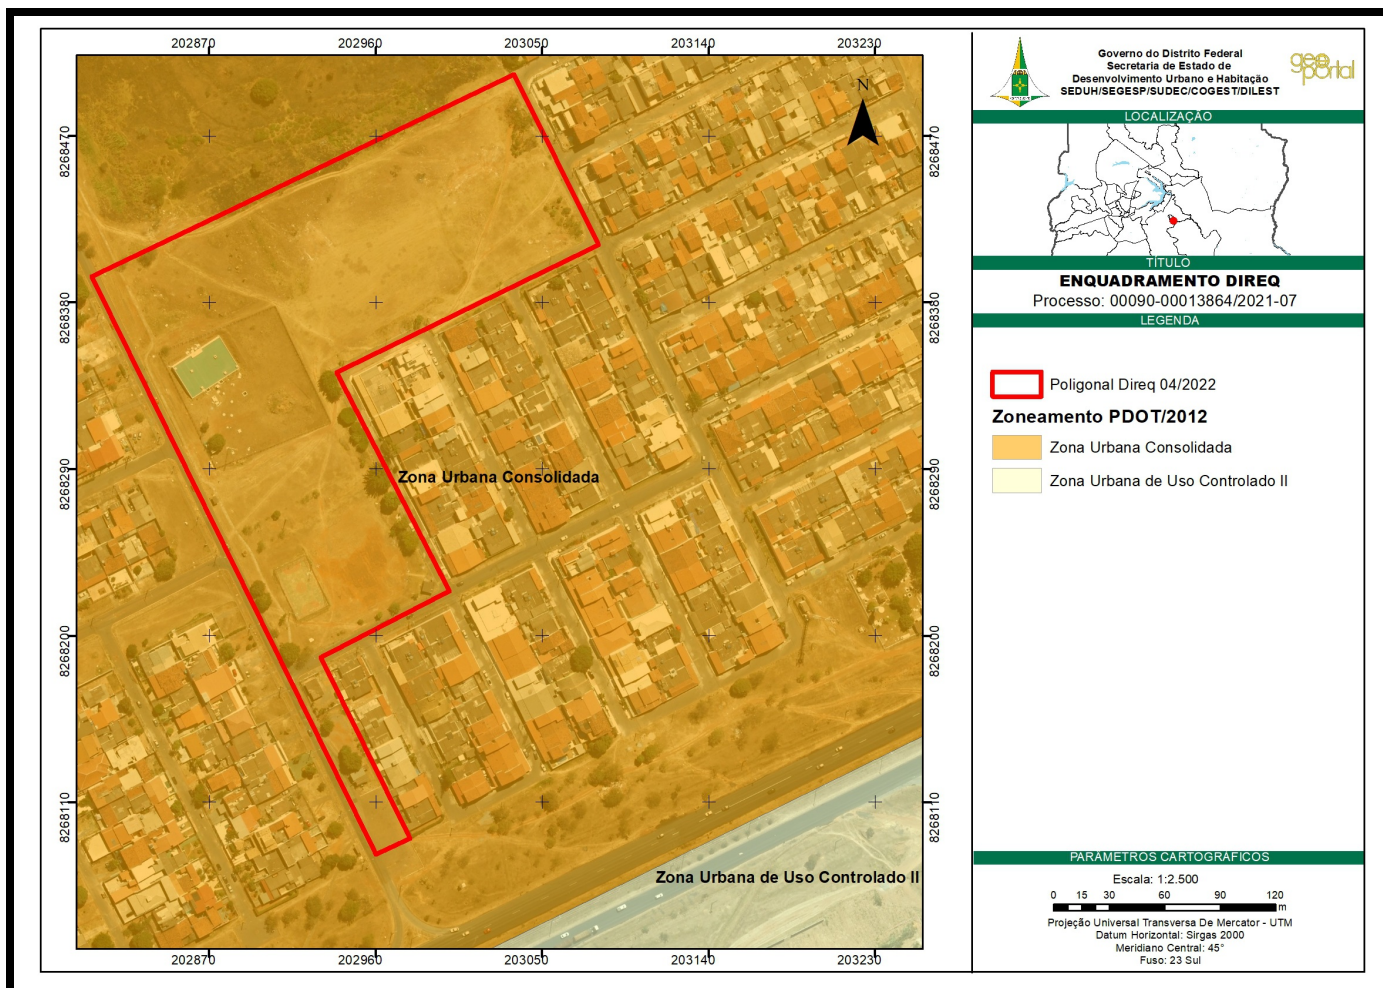 202870 202960 203050 203140 203230
8268470 8268470
8268380 8268380
8268290 8268290
8268200 8268200
8268110 8268110
202870 202960 203050 203140 203230
N
Zona Urbana Consolidada
Zona Urbana de Uso Controlado II
Governo do Distrito Federal
Secretaria de Estado de
Desenvolvimento Urbano e Habitação
SEDUH/SEGESP/SUDEC/COGEST/DILEST
geoportal
LOCALIZAÇÃO
TÍTULO
ENQUADRAMENTO DIREQ
Processo: 00090-00013864/2021-07
LEGENDA
Poligonal Direq 04/2022
Zoneamento PDOT/2012
Zona Urbana Consolidada
Zona Urbana de Uso Controlado II
PARÂMETROS CARTOGRÁFICOS
Escala: 1:2.500
0 15 30 60 90 120
m
Projeção Universal Transversa De Mercator - UTM
Datum Horizontal: Sirgas 2000
Meridiano Central: 45°
Fuso: 23 Sul